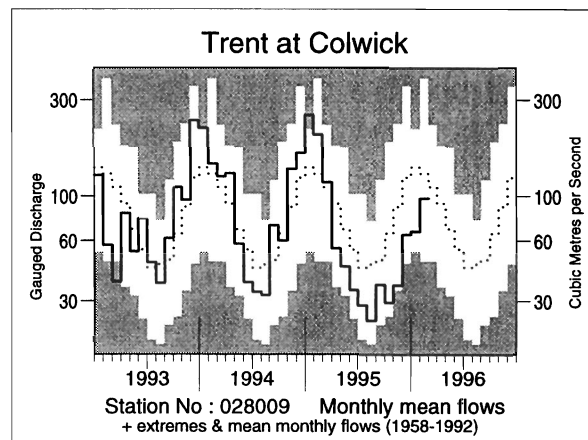 Trent at Colwick
Gauged Discharge
300
100
60
30
300
100
60
30
Cubic Metres per Second
1993 1994 1995 1996
Station No : 028009 Monthly mean flows
+ extremes & mean monthly flows (1958-1992)